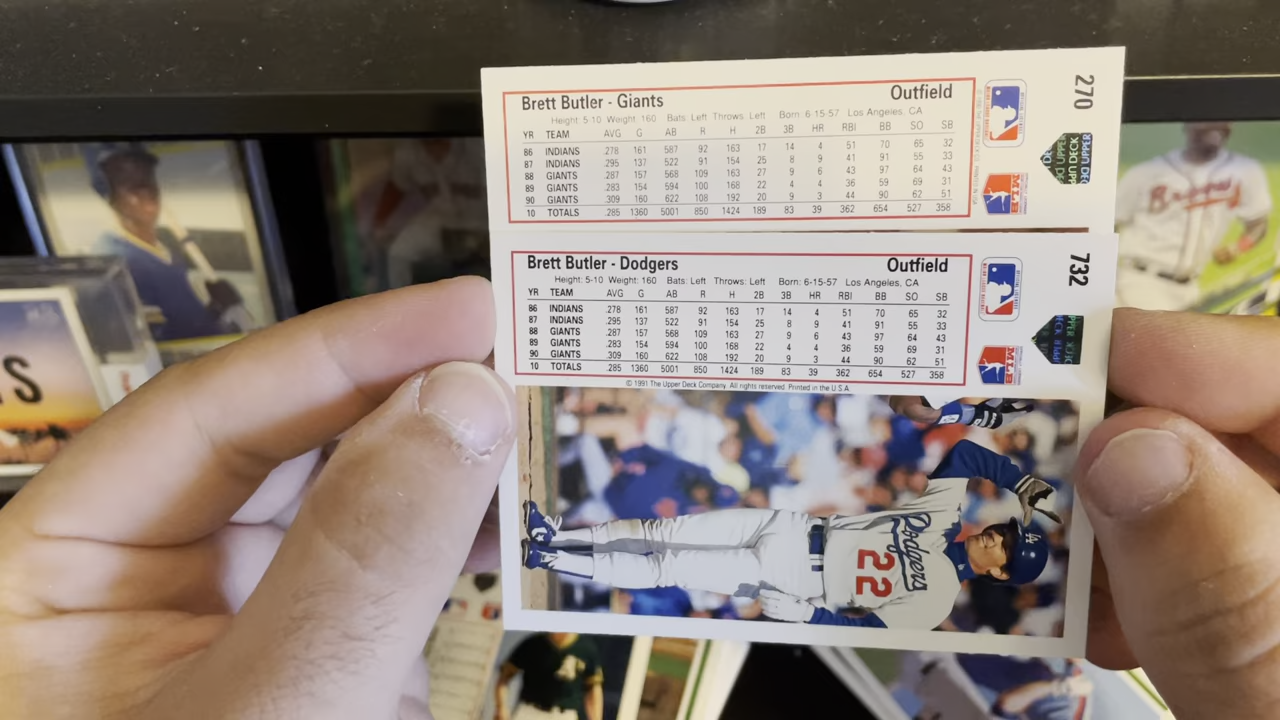 270
Brett Butler - Giants Outfield
Height: 5-10 Weight: 160 Bats: Left Throws: Left Born: 6-15-57 Los Angeles, CA
YR TEAM AVG G AB R H 2B 3B HR RBI BB SO SB
86 INDIANS .278 161 587 92 163 17 14 4 51 70 65 32
87 INDIANS .295 137 522 91 154 25 8 9 41 91 55 33
88 GIANTS .287 157 568 109 163 27 9 6 43 97 64 43
89 GIANTS .283 154 594 100 168 22 4 4 36 59 69 31
90 GIANTS .309 160 622 108 192 20 9 3 44 90 62 51
10 TOTALS .285 1360 5001 850 1424 189 83 39 362 654 527 358
UPPER DECK
MLB
732
Brett Butler - Dodgers Outfield
Height: 5-10 Weight: 160 Bats: Left Throws: Left Born: 6-15-57 Los Angeles, CA
YR TEAM AVG G AB R H 2B 3B HR RBI BB SO SB
86 INDIANS .278 161 587 92 163 17 14 4 51 70 65 32
87 INDIANS .295 137 522 91 154 25 8 9 41 91 55 33
88 GIANTS .287 157 568 109 163 27 9 6 43 97 64 43
89 GIANTS .283 154 594 100 168 22 4 4 36 59 69 31
90 GIANTS .309 160 622 108 192 20 9 3 44 90 62 51
10 TOTALS .285 1360 5001 850 1424 189 83 39 362 654 527 358
© 1991 The Upper Deck Company. All rights reserved. Printed in the U.S.A.
MLB
Dodgers
22
LA
Braves